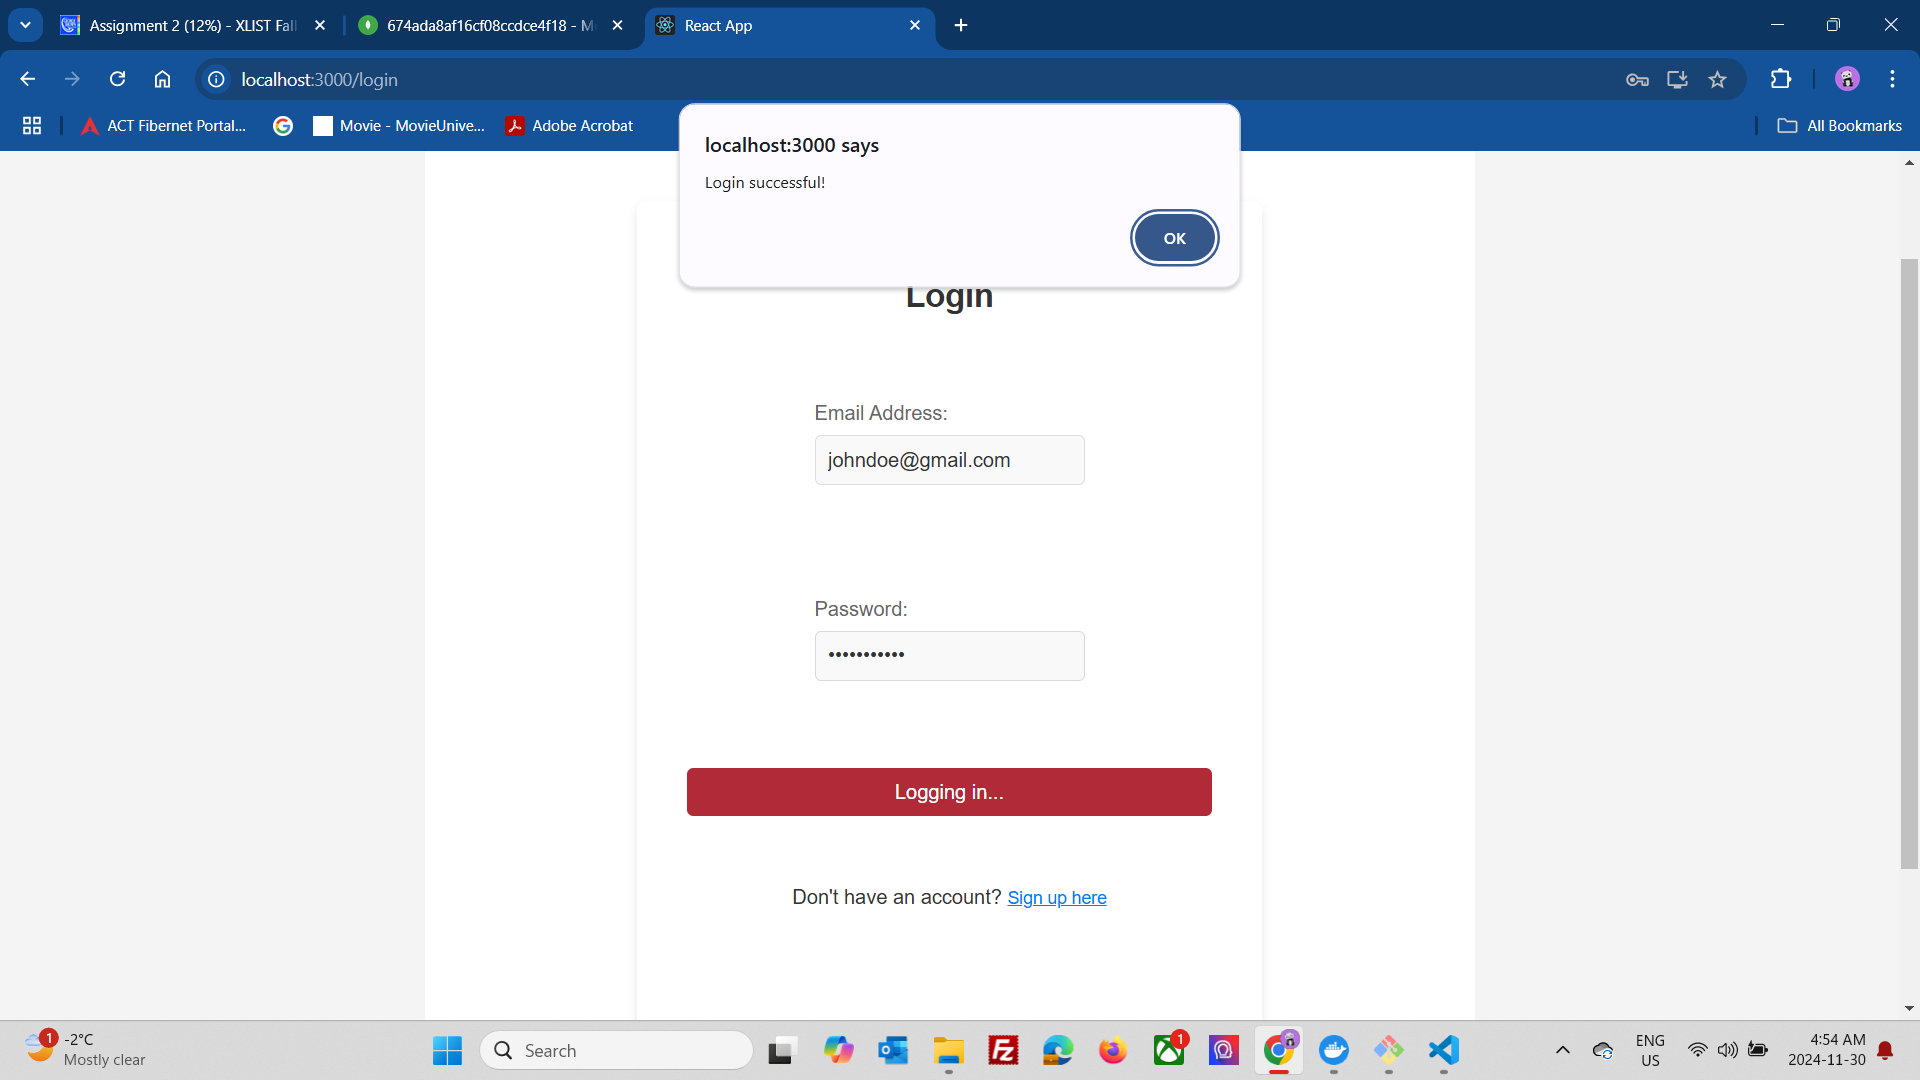 Assignment 2 (12%) - XLIST Fall
674ada8af16cf08ccdce4f18 - M
React App
localhost:3000/login
ACT Fibernet Portal...
Movie - MovieUnive...
Adobe Acrobat
All Bookmarks
localhost:3000 says
Login successful!
OK
Login
Email Address:
johndoe@gmail.com
Password:
•••••••••••
Logging in...
Don't have an account? Sign up here
1
-2°C
Mostly clear
Search
1
ENG
US
4:54 AM
2024-11-30